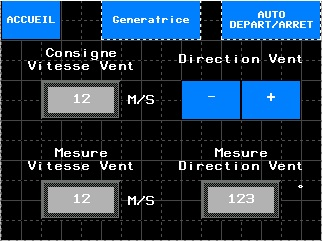 ACCUEIL
Generatrice
AUTO
DEPART/ARRET
Consigne
Vitesse Vent
Direction Vent
12 M/S
- +
Mesure
Vitesse Vent
Mesure
Direction Vent
12 M/S
123 °